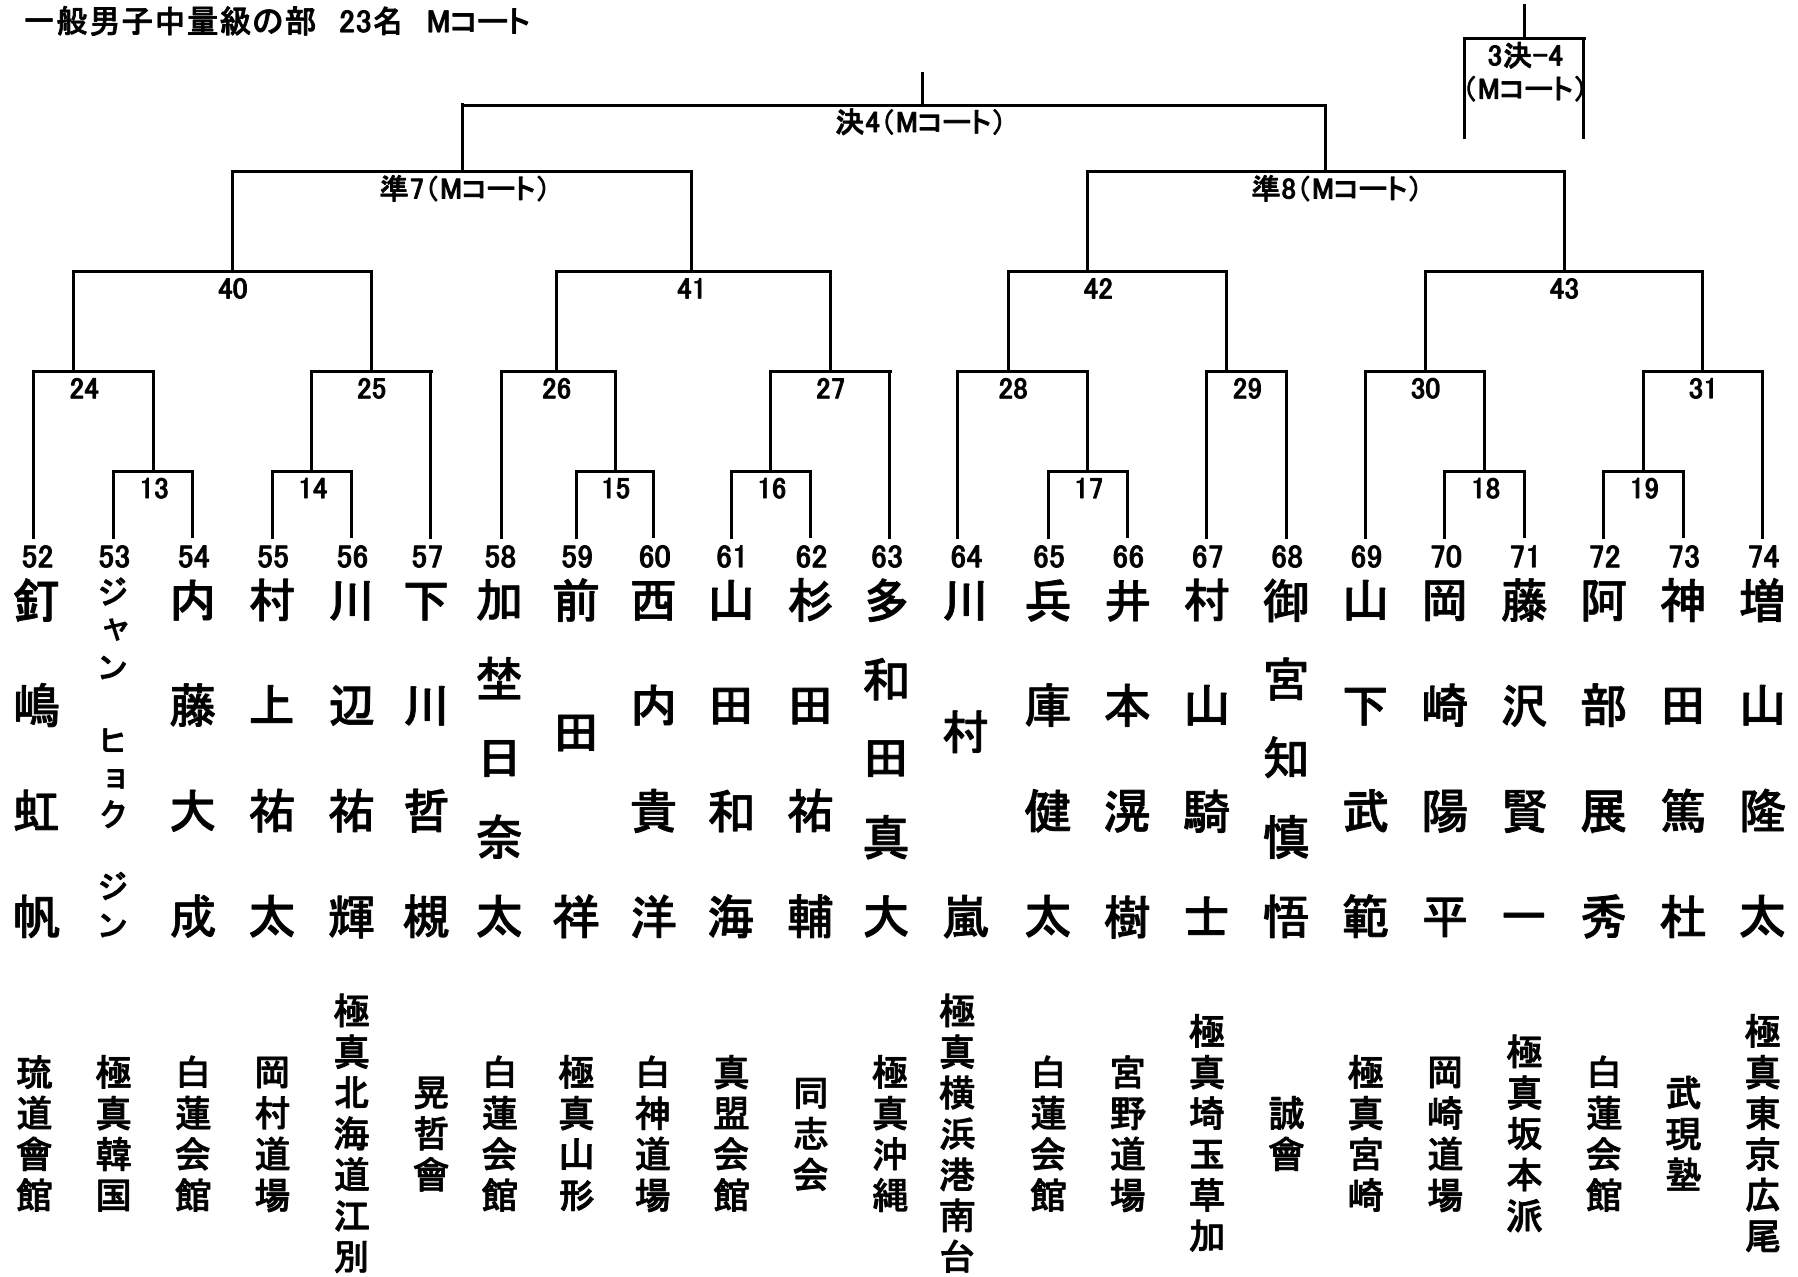 一般男子中量級の部　23名　Mコート
3決-4
（Mコート）
決4（Mコート）
準7（Mコート）
準8（Mコート）
40
41
42
43
24
25
26
27
28
29
30
31
13
14
15
16
17
18
19
52
釘嶋虹帆
琉道會館
53
ジャン ヒョク ジン
極真韓国
54
内藤大成
白蓮会館
55
村上祐太
岡村道場
56
川辺祐輝
極真北海道江別
57
下川哲槻
晃哲會
58
加埜日奈太
白蓮会館
59
前田祥
極真山形
60
西内貴洋
白神道場
61
山田和海
真盟会館
62
杉田祐輔
同志会
63
多和田真大
極真沖縄
64
川村嵐
極真横浜港南台
65
兵庫健太
白蓮会館
66
井本滉樹
宮野道場
67
村山騎士
極真埼玉草加
68
御宮知慎悟
誠會
69
山下武範
極真宮崎
70
岡崎陽平
岡崎道場
71
藤沢賢一
極真坂本派
72
阿部展秀
白蓮会館
73
神田篤杜
武現塾
74
増山隆太
極真東京広尾